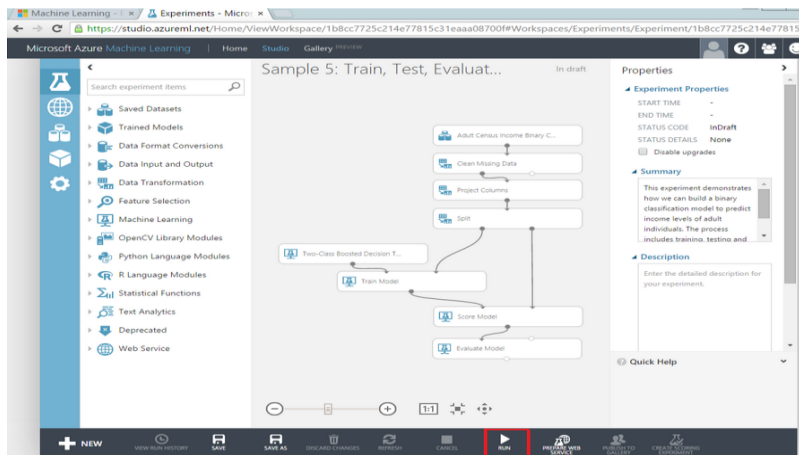 Machine Learning - 
Experiments - Micros
https://studio.azureml.net/Home/ViewWorkspace/1b8cc7725c214e77815c31eaaa08700f#Workspaces/Experiments/Experiment/1b8cc7725c214e77815
Microsoft Azure Machine Learning | Home Studio Gallery PREVIEW
Search experiment items
Saved Datasets
Trained Models
Data Format Conversions
Data Input and Output
Data Transformation
Feature Selection
Machine Learning
OpenCV Library Modules
Python Language Modules
R Language Modules
Statistical Functions
Text Analytics
Deprecated
Web Service
Sample 5: Train, Test, Evaluat...
In draft
Adult Census Income Binary C...
Clean Missing Data
Project Columns
Split
Two-Class Boosted Decision T...
Train Model
Score Model
Evaluate Model
1:1
Properties
Experiment Properties
START TIME -
END TIME -
STATUS CODE InDraft
STATUS DETAILS None
Disable upgrades
Summary
This experiment demonstrates
how we can build a binary
classification model to predict
income levels of adult
individuals. The process
includes training, testing and
Description
Enter the detailed description for
your experiment.
Quick Help
NEW
VIEW RUN HISTORY
SAVE
SAVE AS
DISCARD CHANGES
REFRESH
CANCEL
RUN
PREPARE WEB
SERVICE
PUBLISH TO
GALLERY
CREATE SCORING
EXPERIMENT